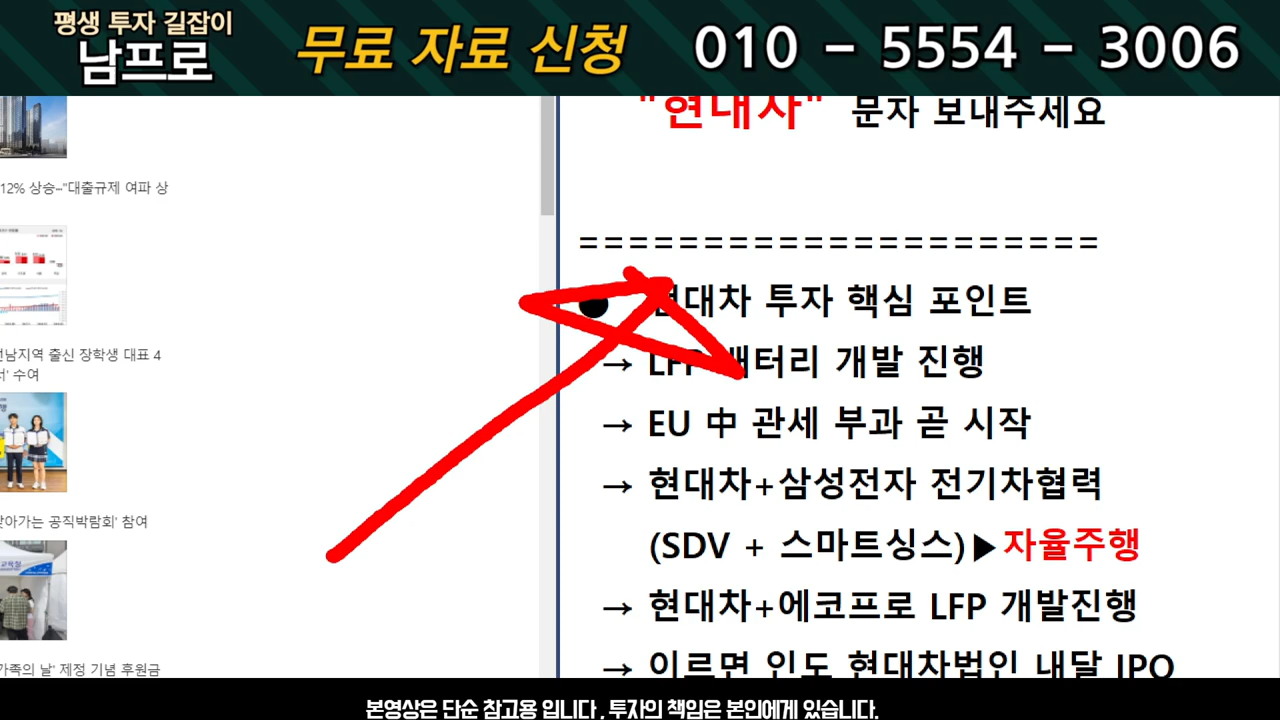 평생 투자 길잡이
남프로
무료 자료 신청
010 - 5554 - 3006
"현대차" 문자 보내주세요
12% 상승···"대출규제 여파 상
=====================
● 현대차 투자 핵심 포인트
→ LFP 배터리 개발 진행
전남지역 출신 장학생 대표 4
수여
→ EU 中 관세 부과 곧 시작
→ 현대차+삼성전자 전기차협력
(SDV + 스마트싱스)▶자율주행
찾아가는 공직박람회' 참여
→ 현대차+에코프로 LFP 개발진행
→ 이르면 인도 현대차법인 내달 IPO
가족의 날' 제정 기념 후원금
본영상은 단순 참고용 입니다, 투자의 책임은 본인에게 있습니다.